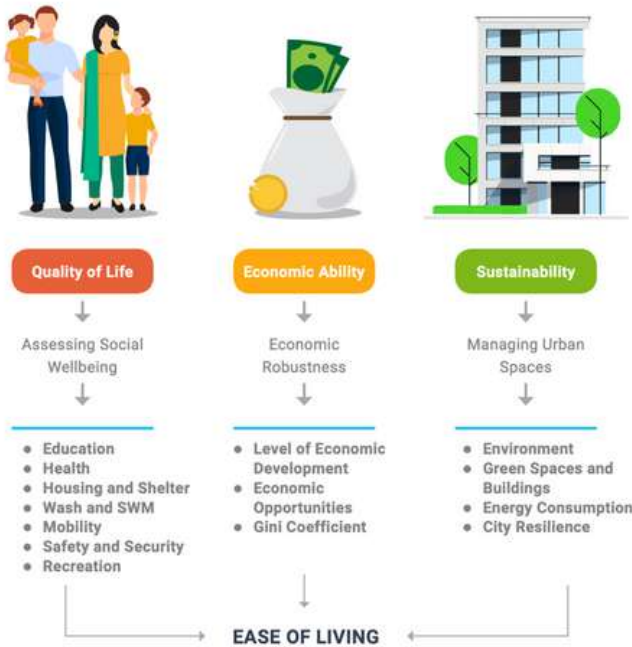 Quality of Life
Economic Ability
Sustainability
Assessing Social
Wellbeing
Economic
Robustness
Managing Urban
Spaces
• Education
• Health
• Housing and Shelter
• Wash and SWM
• Mobility
• Safety and Security
• Recreation
• Level of Economic
Development
• Economic
Opportunities
• Gini Coefficient
• Environment
• Green Spaces and
Buildings
• Energy Consumption
• City Resilience
EASE OF LIVING